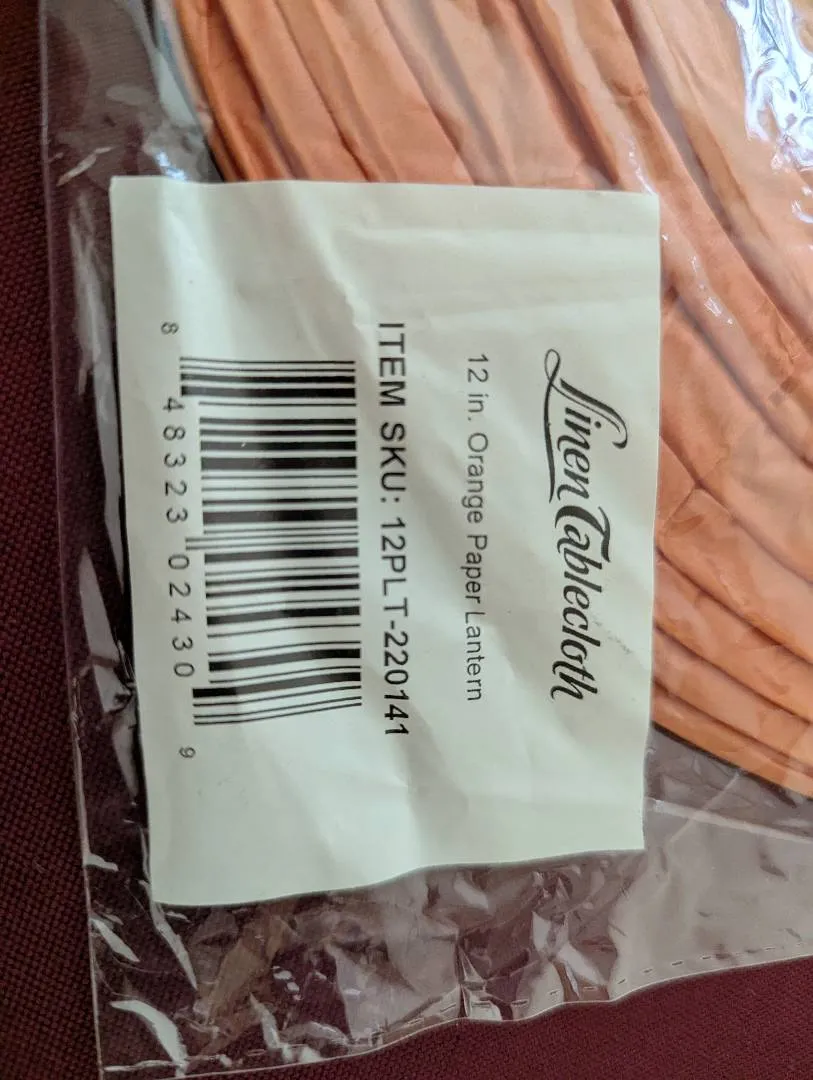 Linen Tablecloth
12 in. Orange Paper Lantern
ITEM SKU: 12PLT-220141
8 48323 02430 9